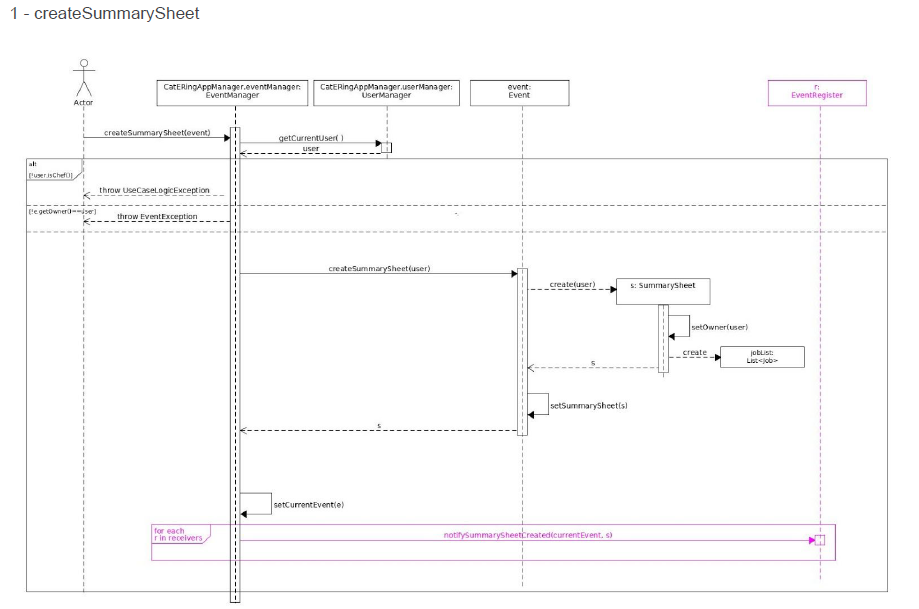 1 - createSummarySheet
Actor
CatERingAppManager.eventManager:
EventManager
CatERingAppManager.userManager:
UserManager
event:
Event
r:
EventRegister
createSummarySheet(event)
getCurrentUser( )
user
alt
[!user.isChef()]
throw UseCaseLogicException
[!e.getOwner()==user]
throw EventException
createSummarySheet(user)
create(user)
s: SummarySheet
setOwner(user)
create
jobList:
List<Job>
s
setSummarySheet(s)
s
setCurrentEvent(e)
for each
r in receivers
notifySummarySheetCreated(currentEvent, s)